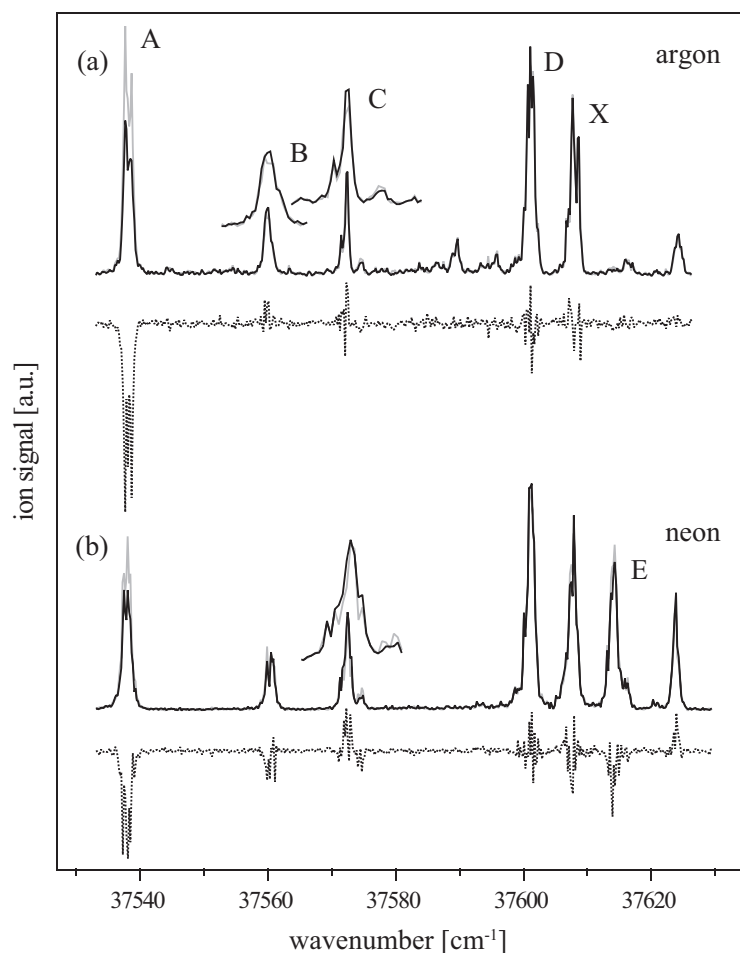 (a)
argon
A
B
C
D
X
ion signal [a.u.]
(b)
neon
E
37540 37560 37580 37600 37620
wavenumber [cm-1]